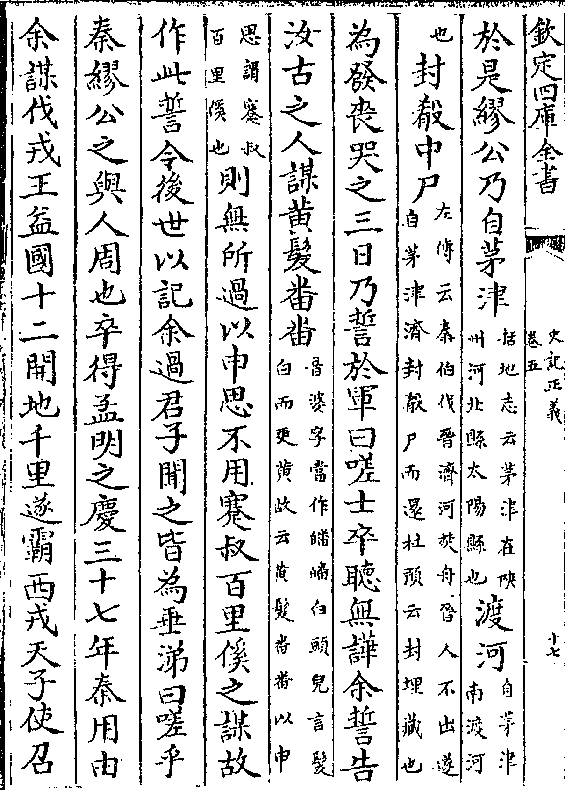 欽定四庫全書
史記正義
卷五
十七
於是繆公乃自茅津
括地志云茅津在陜
州河北縣太陽縣也
渡河
自茅津
南渡河
也
封殽中尸
左傳云秦伯伐晉濟河焚舟晉人不出遂
自茅津濟封殽尸而還杜預云封埋藏也
為發喪哭之三日乃誓於軍曰嗟士卒聽無譁余誓告
汝古之人謀黄髮番番
音婆字當作皤皤白頭皃言髮
白而更黄故云黄髮番番以申
思謂蹇叔
百里傒也
則無所過以申思不用蹇叔百里傒之謀故
作此誓令後世以記余過君子聞之皆為垂涕曰嗟乎
秦繆公之與人周也卒得孟明之慶三十七年秦用由
余謀伐戎王益國十二開地千里遂霸西戎天子使召